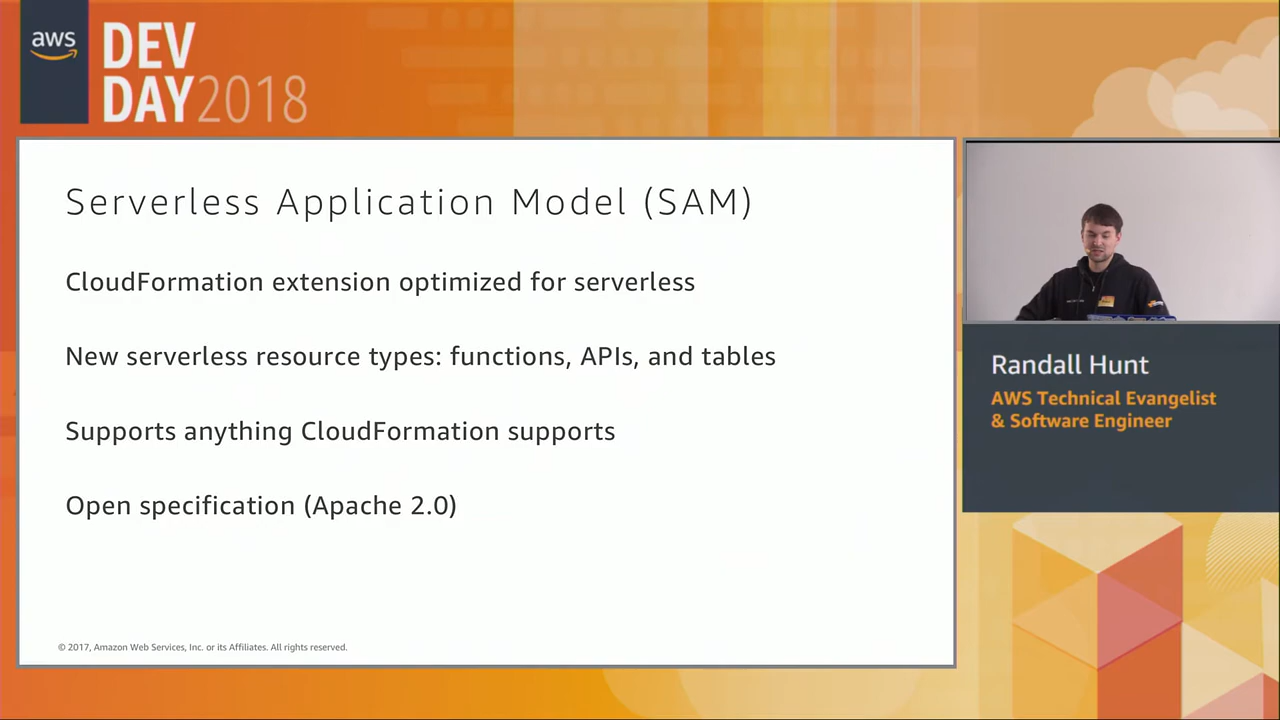 aws
DEV
DAY2018
Serverless Application Model (SAM)
CloudFormation extension optimized for serverless
New serverless resource types: functions, APIs, and tables
Supports anything CloudFormation supports
Open specification (Apache 2.0)
© 2017, Amazon Web Services, Inc. or its Affiliates. All rights reserved.
Randall Hunt
AWS Technical Evangelist
& Software Engineer